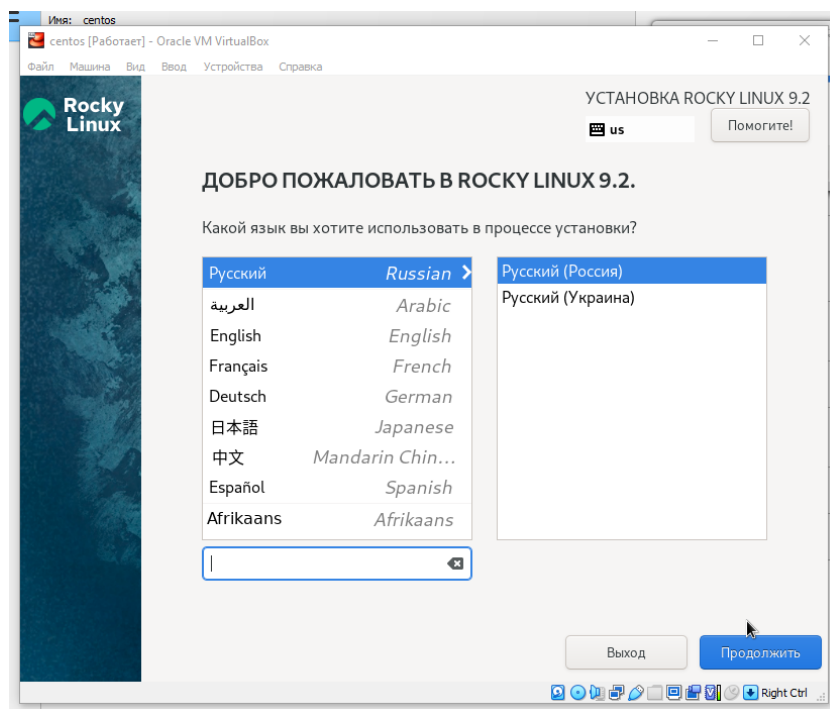 Имя: centos
centos [Работает] - Oracle VM VirtualBox
Файл Машина Вид Ввод Устройства Справка
Rocky
Linux
УСТАНОВКА ROCKY LINUX 9.2
us
Помогите!
ДОБРО ПОЖАЛОВАТЬ В ROCKY LINUX 9.2.
Какой язык вы хотите использовать в процессе установки?
Русский Russian Русский (Россия)
Русский (Украина)
العربية Arabic
English English
Français French
Deutsch German
日本語 Japanese
中文 Mandarin Chin...
Español Spanish
Afrikaans Afrikaans
Выход Продолжить
Right Ctrl